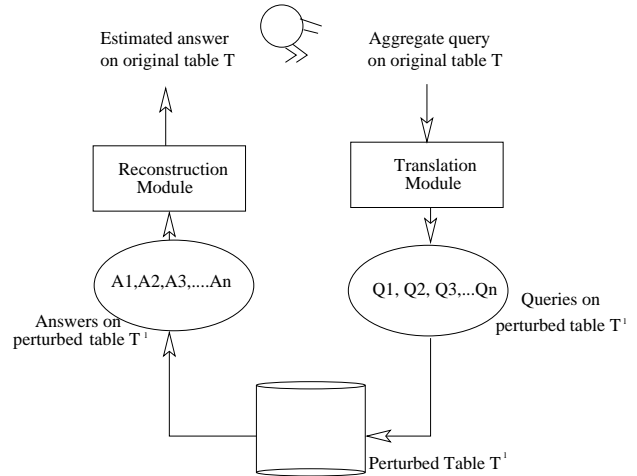 Estimated answer
on original table T
Aggregate query
on original table T
Reconstruction
Module
Translation
Module
A1,A2,A3,....An
Q1, Q2, Q3,...Qn
Answers on
perturbed table T¹
Queries on
perturbed table T¹
Perturbed Table T¹